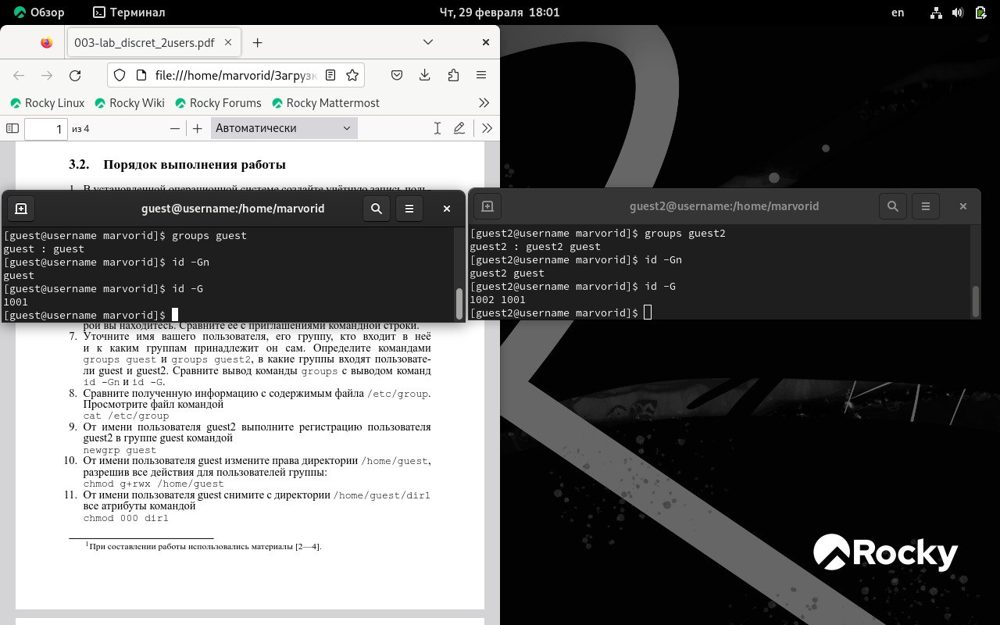 Обзор
Терминал
Чт, 29 февраля 18:01
en
003-lab_discret_2users.pdf
file:///home/marvorid/Загрузк
Rocky Linux
Rocky Wiki
Rocky Forums
Rocky Mattermost
1
из 4
Автоматически
3.2. Порядок выполнения работы
1. В установленной операционной системе создайте учётную запись поль-
guest@username:/home/marvorid
[guest@username marvorid]$ groups guest
guest : guest
[guest@username marvorid]$ id -Gn
guest
[guest@username marvorid]$ id -G
1001
[guest@username marvorid]$
guest2@username:/home/marvorid
[guest2@username marvorid]$ groups guest2
guest2 : guest2 guest
[guest2@username marvorid]$ id -Gn
guest2 guest
[guest2@username marvorid]$ id -G
1002 1001
[guest2@username marvorid]$
рой вы находитесь. Сравните её с приглашениями командной строки.
7. Уточните имя вашего пользователя, его группу, кто входит в неё
и к каким группам принадлежит он сам. Определите командами
groups guest и groups guest2, в какие группы входят пользовате-
ли guest и guest2. Сравните вывод команды groups с выводом команд
id -Gn и id -G.
8. Сравните полученную информацию с содержимым файла /etc/group.
Просмотрите файл командой
cat /etc/group
9. От имени пользователя guest2 выполните регистрацию пользователя
guest2 в группе guest командой
newgrp guest
10. От имени пользователя guest измените права директории /home/guest,
разрешив все действия для пользователей группы:
chmod g+rwx /home/guest
11. От имени пользователя guest снимите с директории /home/guest/dir1
все атрибуты командой
chmod 000 dir1
1При составлении работы использовались материалы [2—4].
Rocky